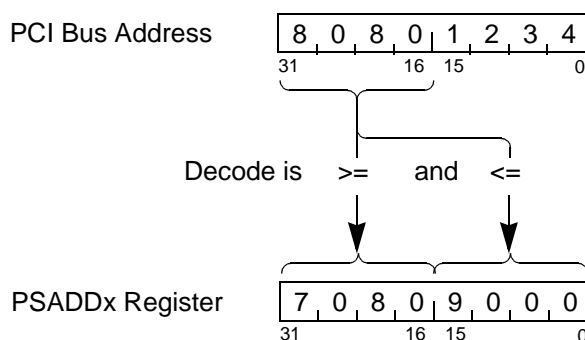 PCI Bus Address 8 0 8 0 1 2 3 4
31 16 15 0
Decode is >= and <=
PSADDx Register 7 0 8 0 9 0 0 0
31 16 15 0